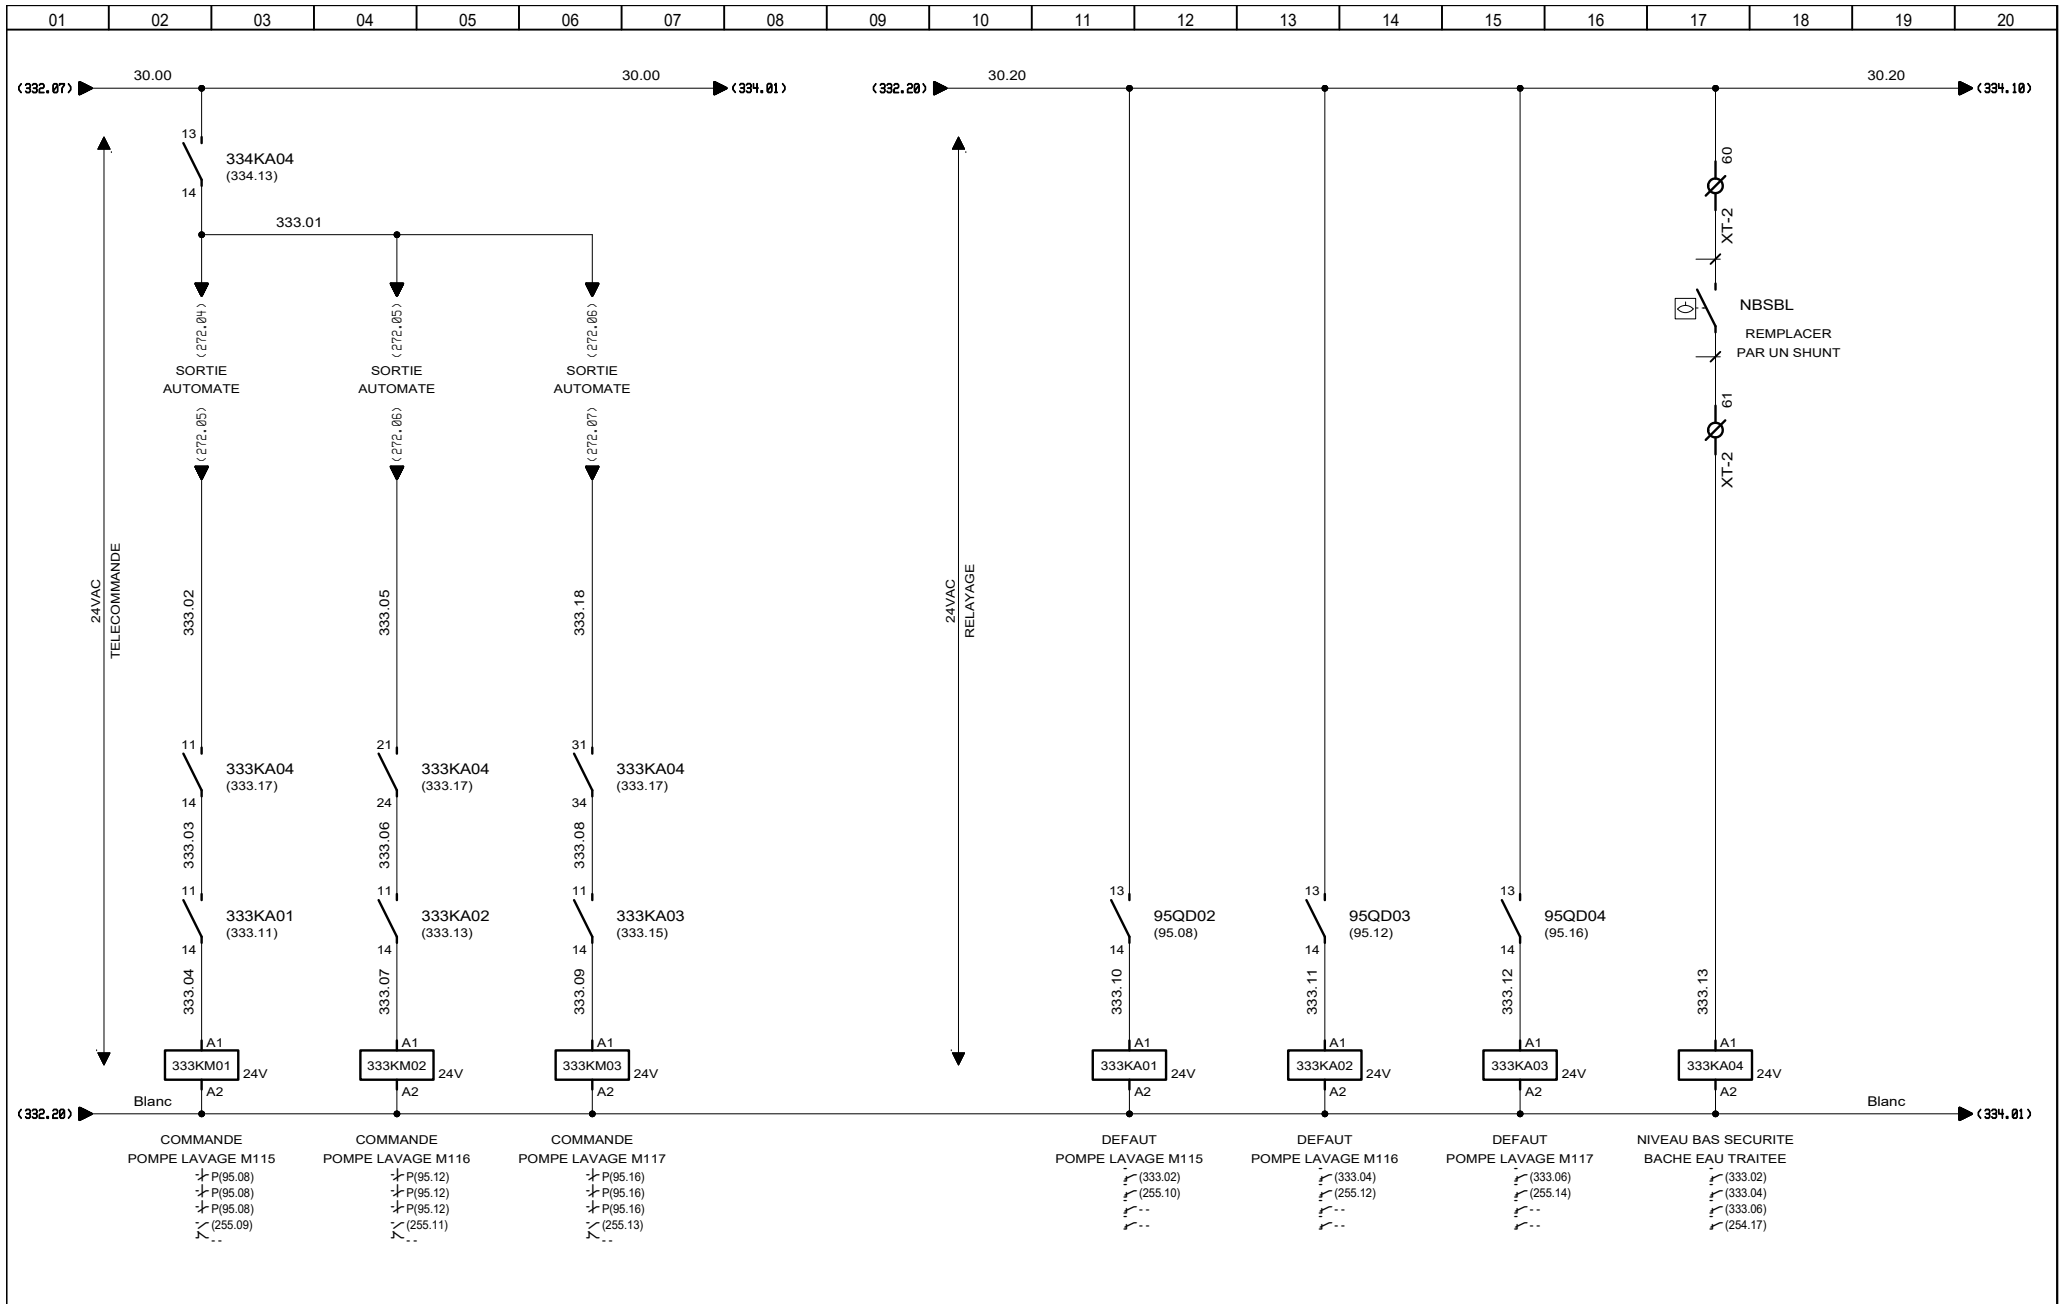 01 02 03 04 05 06 07 08 09 10 11 12 13 14 15 16 17 18 19 20
30.00 30.00 30.20 30.20
(332.07) (334.01) (332.20) (334.10)
13
334KA04
(334.13)
14
333.01
60
XT-2
NBSBL
REMPLACER
PAR UN SHUNT
61
XT-2
(272.04) (272.05) (272.06)
SORTIE SORTIE SORTIE
AUTOMATE AUTOMATE AUTOMATE
(272.05) (272.06) (272.07)
24VAC
TELECOMMANDE
24VAC
RELAYAGE
333.02 333.05 333.18
11 21 31
333KA04 333KA04 333KA04
(333.17) (333.17) (333.17)
14 24 34
333.03 333.06 333.08
11 11 11 13 13 13
333KA01 333KA02 333KA03 95QD02 95QD03 95QD04
(333.11) (333.13) (333.15) (95.08) (95.12) (95.16)
14 14 14 14 14 14
333.04 333.07 333.09 333.10 333.11 333.12 333.13
A1 A1 A1 A1 A1 A1 A1
333KM01 24V 333KM02 24V 333KM03 24V 333KA01 24V 333KA02 24V 333KA03 24V 333KA04 24V
A2 A2 A2 A2 A2 A2 A2
Blanc Blanc
(332.20) (334.01)
COMMANDE COMMANDE COMMANDE DEFAUT DEFAUT DEFAUT NIVEAU BAS SECURITE
POMPE LAVAGE M115 POMPE LAVAGE M116 POMPE LAVAGE M117 POMPE LAVAGE M115 POMPE LAVAGE M116 POMPE LAVAGE M117 BACHE EAU TRAITEE
P(95.08) P(95.12) P(95.16) (333.02) (333.04) (333.06) (333.02)
P(95.08) P(95.12) P(95.16) (255.10) (255.12) (255.14) (333.04)
P(95.08) P(95.12) P(95.16) -- -- -- (333.06)
(255.09) (255.11) (255.13) -- -- -- (254.17)
-- -- --